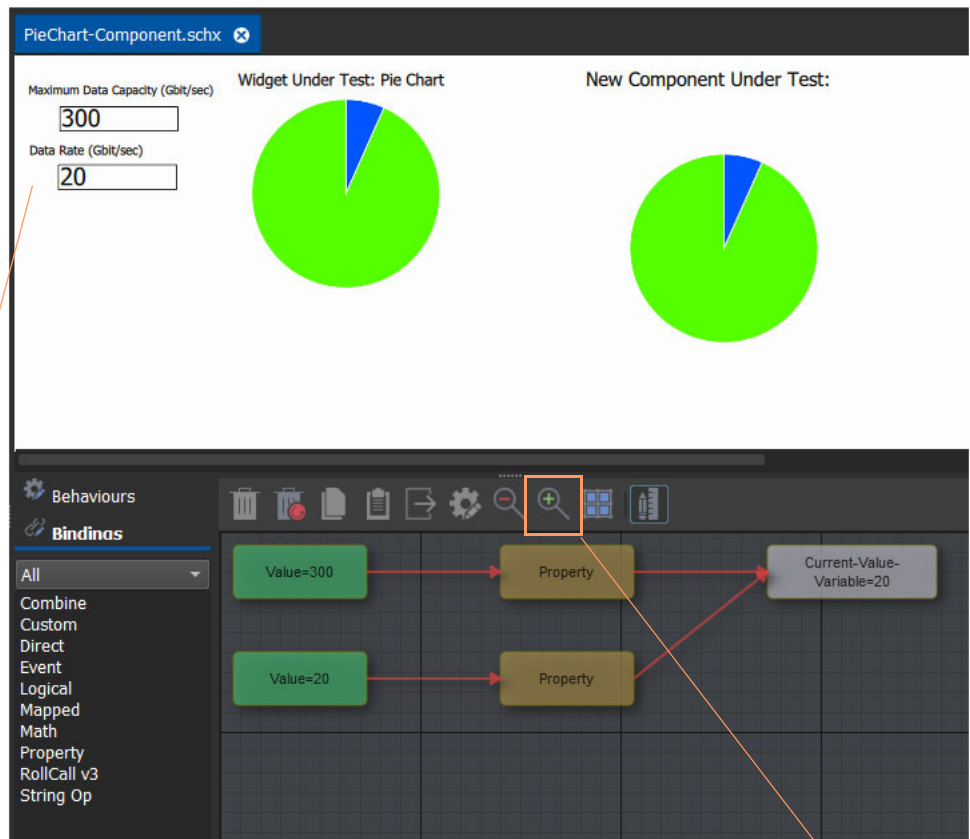 PieChart-Component.schx
Maximum Data Capacity (Gbit/sec)
300
Data Rate (Gbit/sec)
20
Widget Under Test: Pie Chart
New Component Under Test:
Behaviours
Bindings
All
Combine
Custom
Direct
Event
Logical
Mapped
Math
Property
RollCall v3
String Op
Value=300
Property
Current-Value-
Variable=20
Value=20
Property